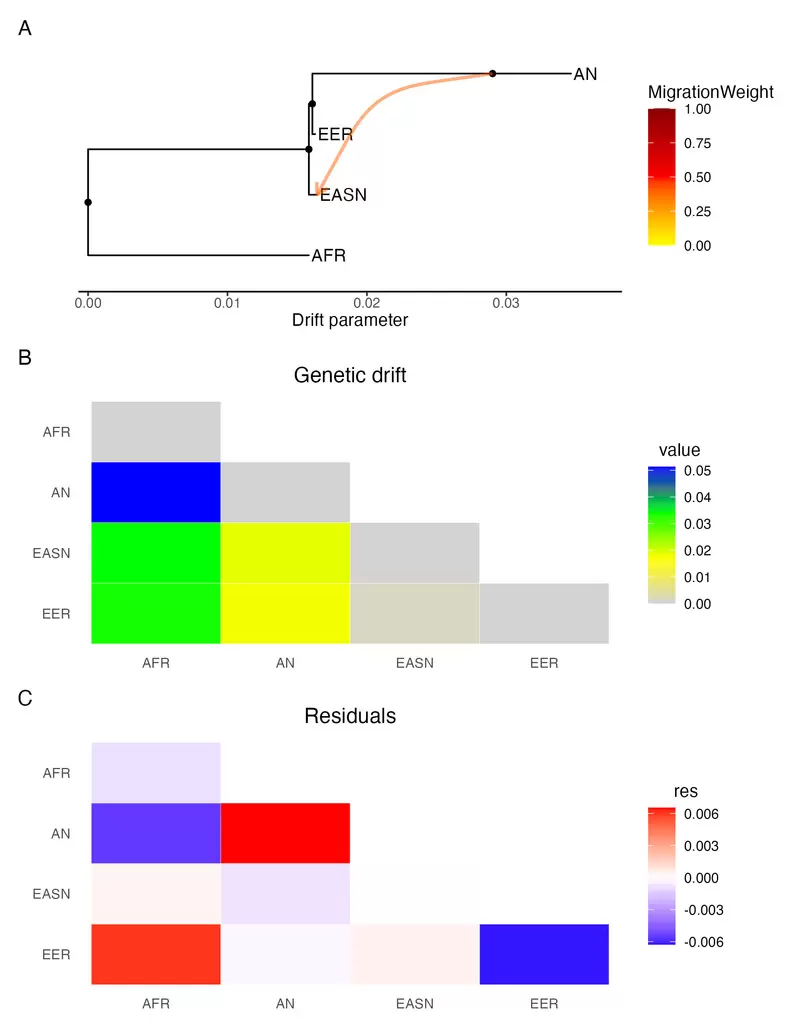 A
AN
EER
EASN
AFR
MigrationWeight
1.00
0.75
0.50
0.25
0.00
0.00 0.01 0.02 0.03
Drift parameter
B
Genetic drift
AFR
AN
EASN
EER
AFR AN EASN EER
value
0.05
0.04
0.03
0.02
0.01
0.00
C
Residuals
AFR
AN
EASN
EER
AFR AN EASN EER
res
0.006
0.003
0.000
-0.003
-0.006